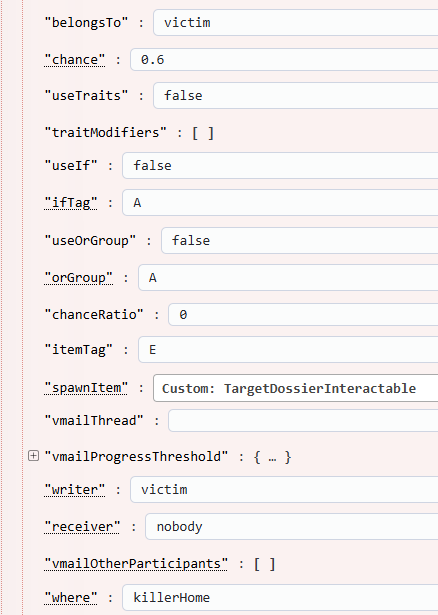 "belongsTo" : victim
"chance" : 0.6
"useTraits" : false
"traitModifiers" : [ ]
"useIf" : false
"ifTag" : A
"useOrGroup" : false
"orGroup" : A
"chanceRatio" : 0
"itemTag" : E
"spawnItem" : Custom: TargetDossierInteractable
"vmailThread" :
"vmailProgressThreshold" : { … }
"writer" : victim
"receiver" : nobody
"vmailOtherParticipants" : [ ]
"where" : killerHome